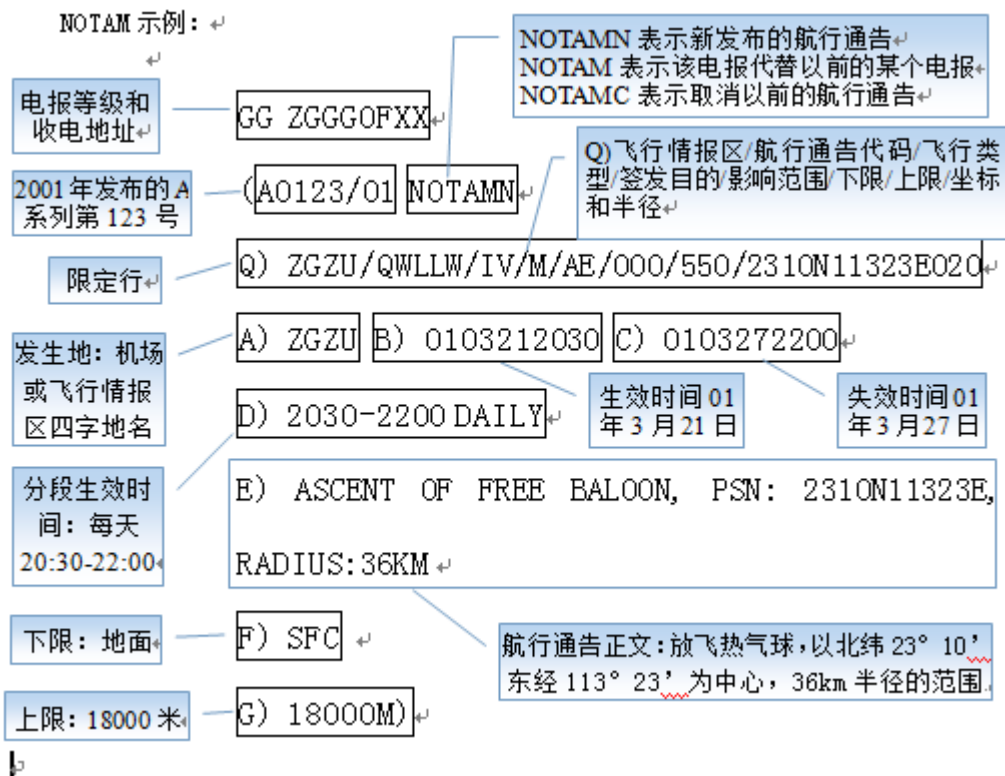 NOTAM 示例：
NOTAMN 表示新发布的航行通告
NOTAM 表示该电报代替以前的某个电报
NOTAMC 表示取消以前的航行通告
电报等级和
收电地址
GG ZGGGOFXX
Q)飞行情报区/航行通告代码/飞行类
型/签发目的/影响范围/下限/上限/坐标
和半径
2001 年发布的 A
系列第 123 号
(A0123/01 NOTAMN
限定行
Q) ZGZU/QWLLW/IV/M/AE/000/550/2310N11323E020
发生地：机场
或飞行情报
区四字地名
A) ZGZU B) 0103212030 C) 0103272200
生效时间 01
年 3 月 21 日
失效时间 01
年 3 月 27 日
D) 2030-2200 DAILY
分段生效时
间：每天
20:30-22:00
E) ASCENT OF FREE BALOON, PSN: 2310N11323E,
RADIUS:36KM
下限：地面
F) SFC
航行通告正文：放飞热气球，以北纬 23° 10’
东经 113° 23’为中心，36km 半径的范围
上限：18000 米
G) 18000M)